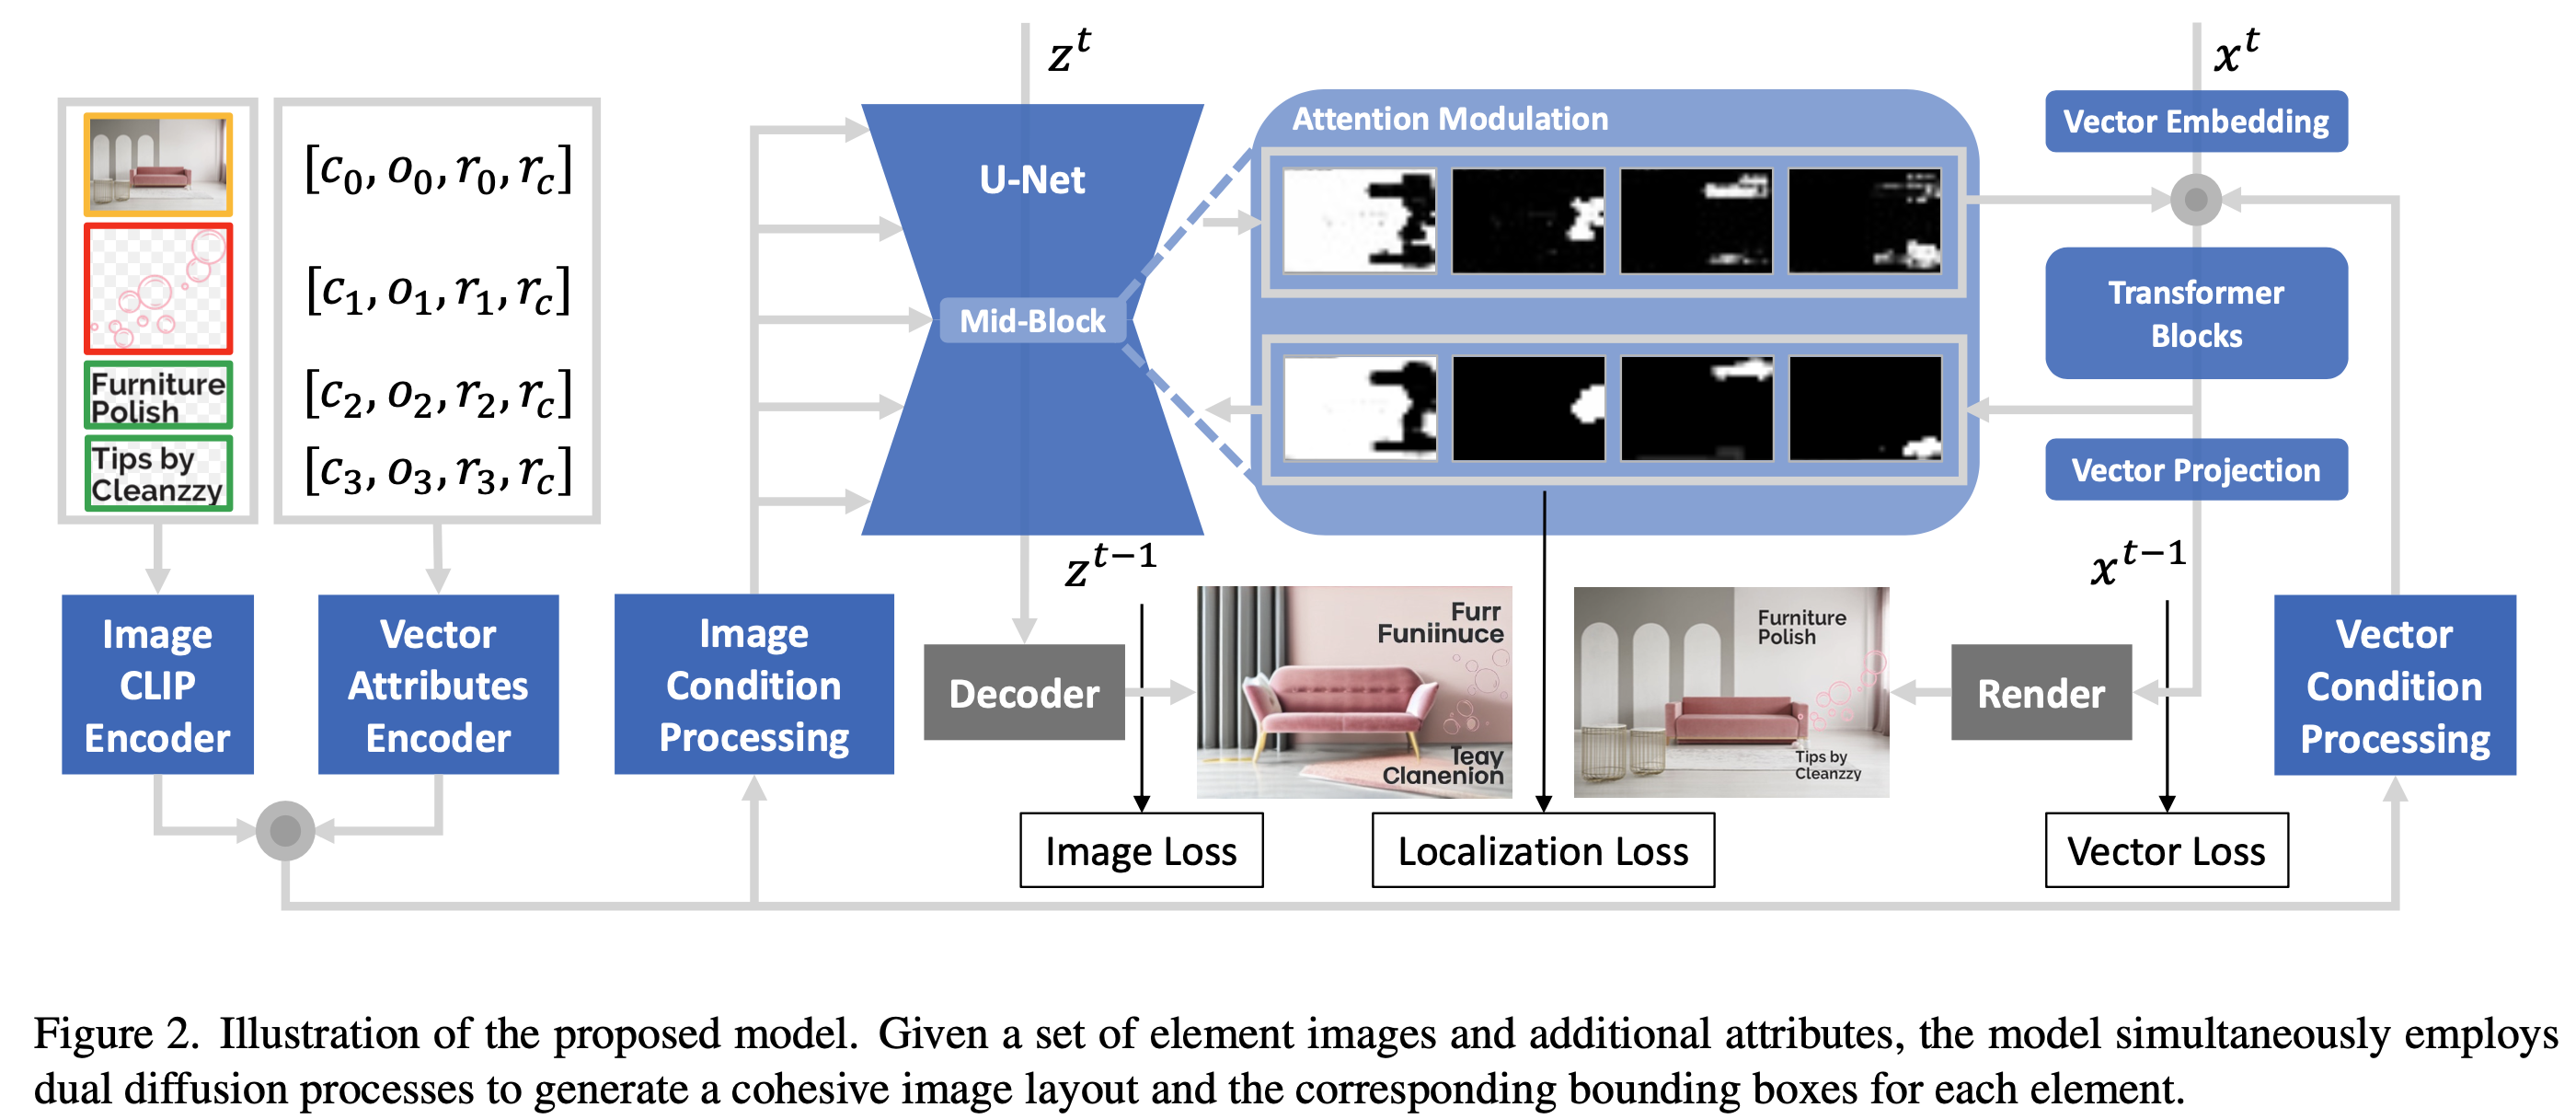 z^t
x^t
Attention Modulation
Vector Embedding
U-Net
[c_0, o_0, r_0, r_c]
[c_1, o_1, r_1, r_c]
Mid-Block
Transformer
Blocks
Furniture
Polish
[c_2, o_2, r_2, r_c]
Tips by
Cleanzzy
[c_3, o_3, r_3, r_c]
Vector Projection
z^{t-1}
x^{t-1}
Image
CLIP
Encoder
Vector
Attributes
Encoder
Image
Condition
Processing
Decoder
Furr
Funiinuce
Teay
Clanenion
Furniture
Polish
Tips by
Cleanzzy
Render
Vector
Condition
Processing
Image Loss
Localization Loss
Vector Loss
Figure 2. Illustration of the proposed model. Given a set of element images and additional attributes, the model simultaneously employs
dual diffusion processes to generate a cohesive image layout and the corresponding bounding boxes for each element.